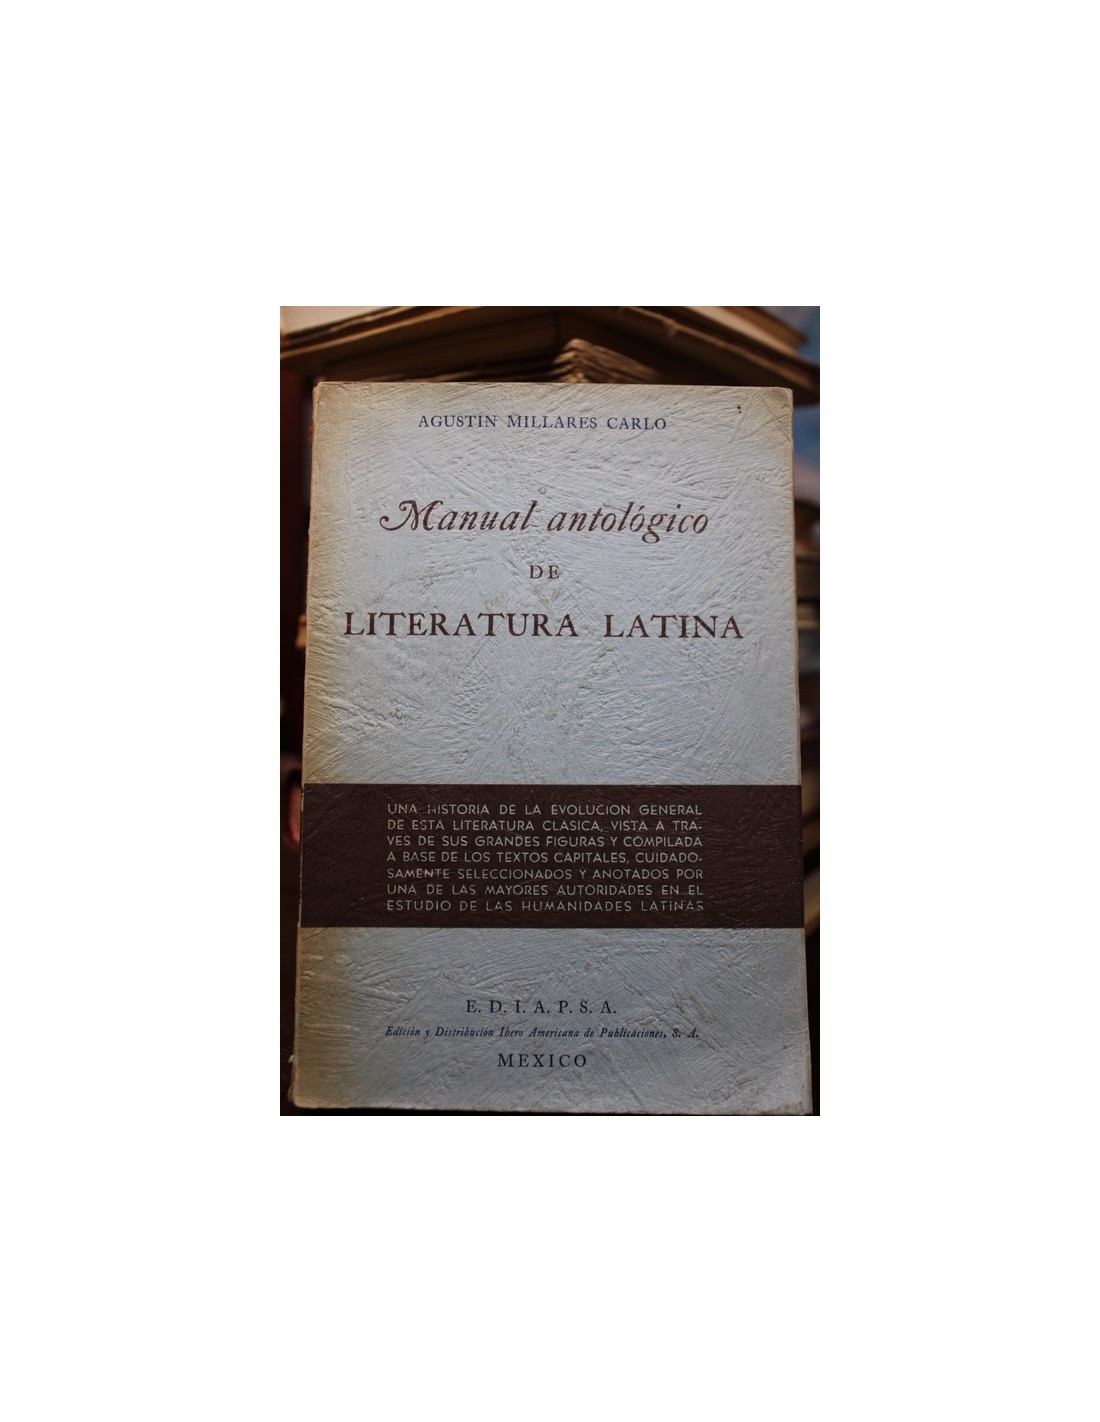 AGUSTIN MILLARES CARLO
Manual antológico
DE
LITERATURA LATINA
UNA HISTORIA DE LA EVOLUCION GENERAL
DE ESTA LITERATURA CLASICA, VISTA A TRA-
VES DE SUS GRANDES FIGURAS Y COMPILADA
A BASE DE LOS TEXTOS CAPITALES, CUIDADO-
SAMENTE SELECCIONADOS Y ANOTADOS POR
UNA DE LAS MAYORES AUTORIDADES EN EL
ESTUDIO DE LAS HUMANIDADES LATINAS
E. D. I. A. P. S. A.
Edición y Distribución Ibero Americana de Publicaciones, S. A.
MEXICO